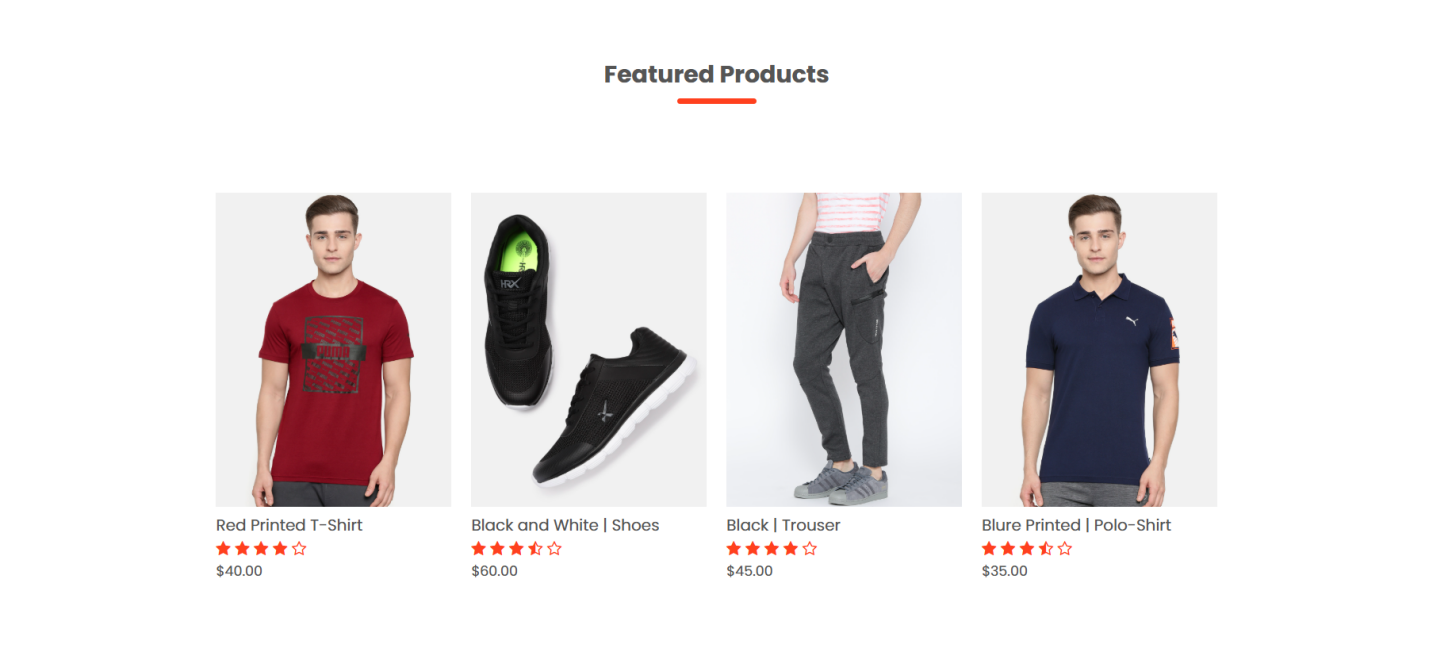 Featured Products
HRX
Red Printed T-Shirt
$40.00
Black and White | Shoes
$60.00
Black | Trouser
$45.00
Blure Printed | Polo-Shirt
$35.00